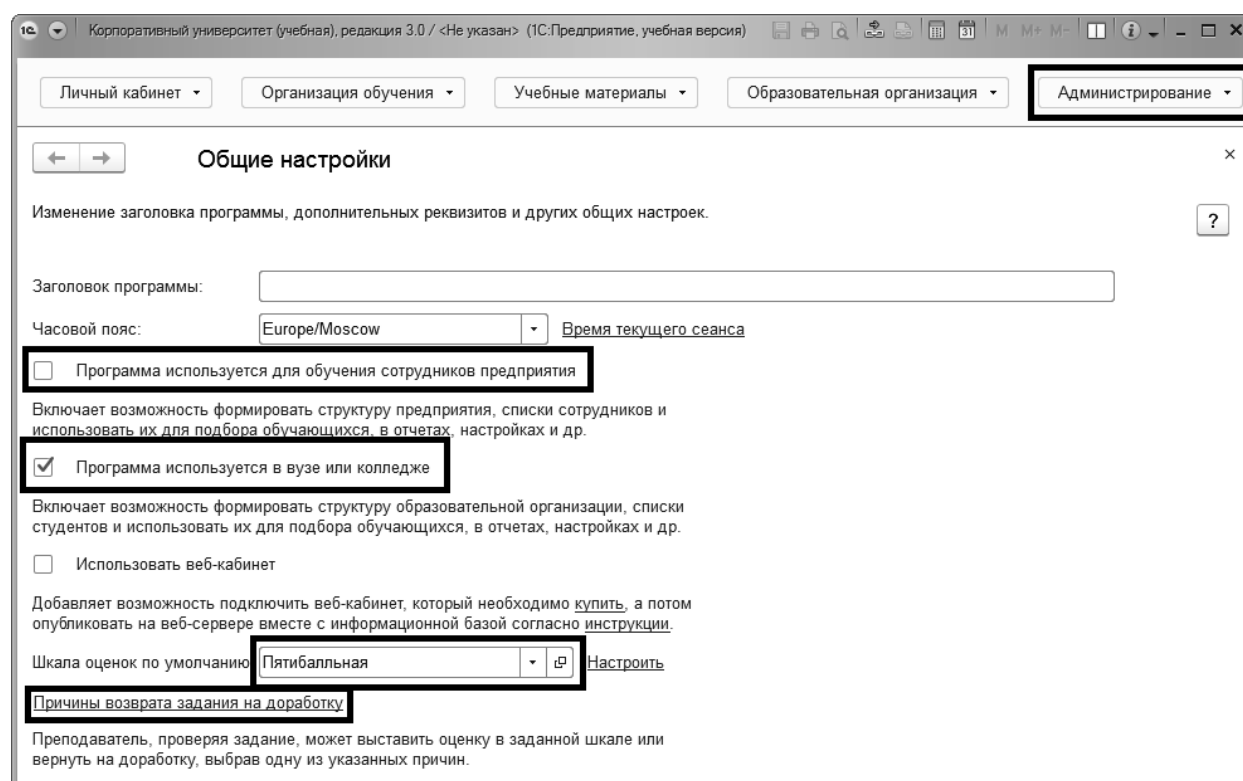 1С Корпоративный университет (учебная), редакция 3.0 / <Не указан> (1С:Предприятие, учебная версия) 31 M M+ M-
Личный кабинет Организация обучения Учебные материалы Образовательная организация Администрирование
Общие настройки
Изменение заголовка программы, дополнительных реквизитов и других общих настроек.
?
Заголовок программы:
Часовой пояс: Europe/Moscow Время текущего сеанса
Программа используется для обучения сотрудников предприятия
Включает возможность формировать структуру предприятия, списки сотрудников и
использовать их для подбора обучающихся, в отчетах, настройках и др.
Программа используется в вузе или колледже
Включает возможность формировать структуру образовательной организации, списки
студентов и использовать их для подбора обучающихся, в отчетах, настройках и др.
Использовать веб-кабинет
Добавляет возможность подключить веб-кабинет, который необходимо купить, а потом
опубликовать на веб-сервере вместе с информационной базой согласно инструкции.
Шкала оценок по умолчанию Пятибалльная Настроить
Причины возврата задания на доработку
Преподаватель, проверяя задание, может выставить оценку в заданной шкале или
вернуть на доработку, выбрав одну из указанных причин.